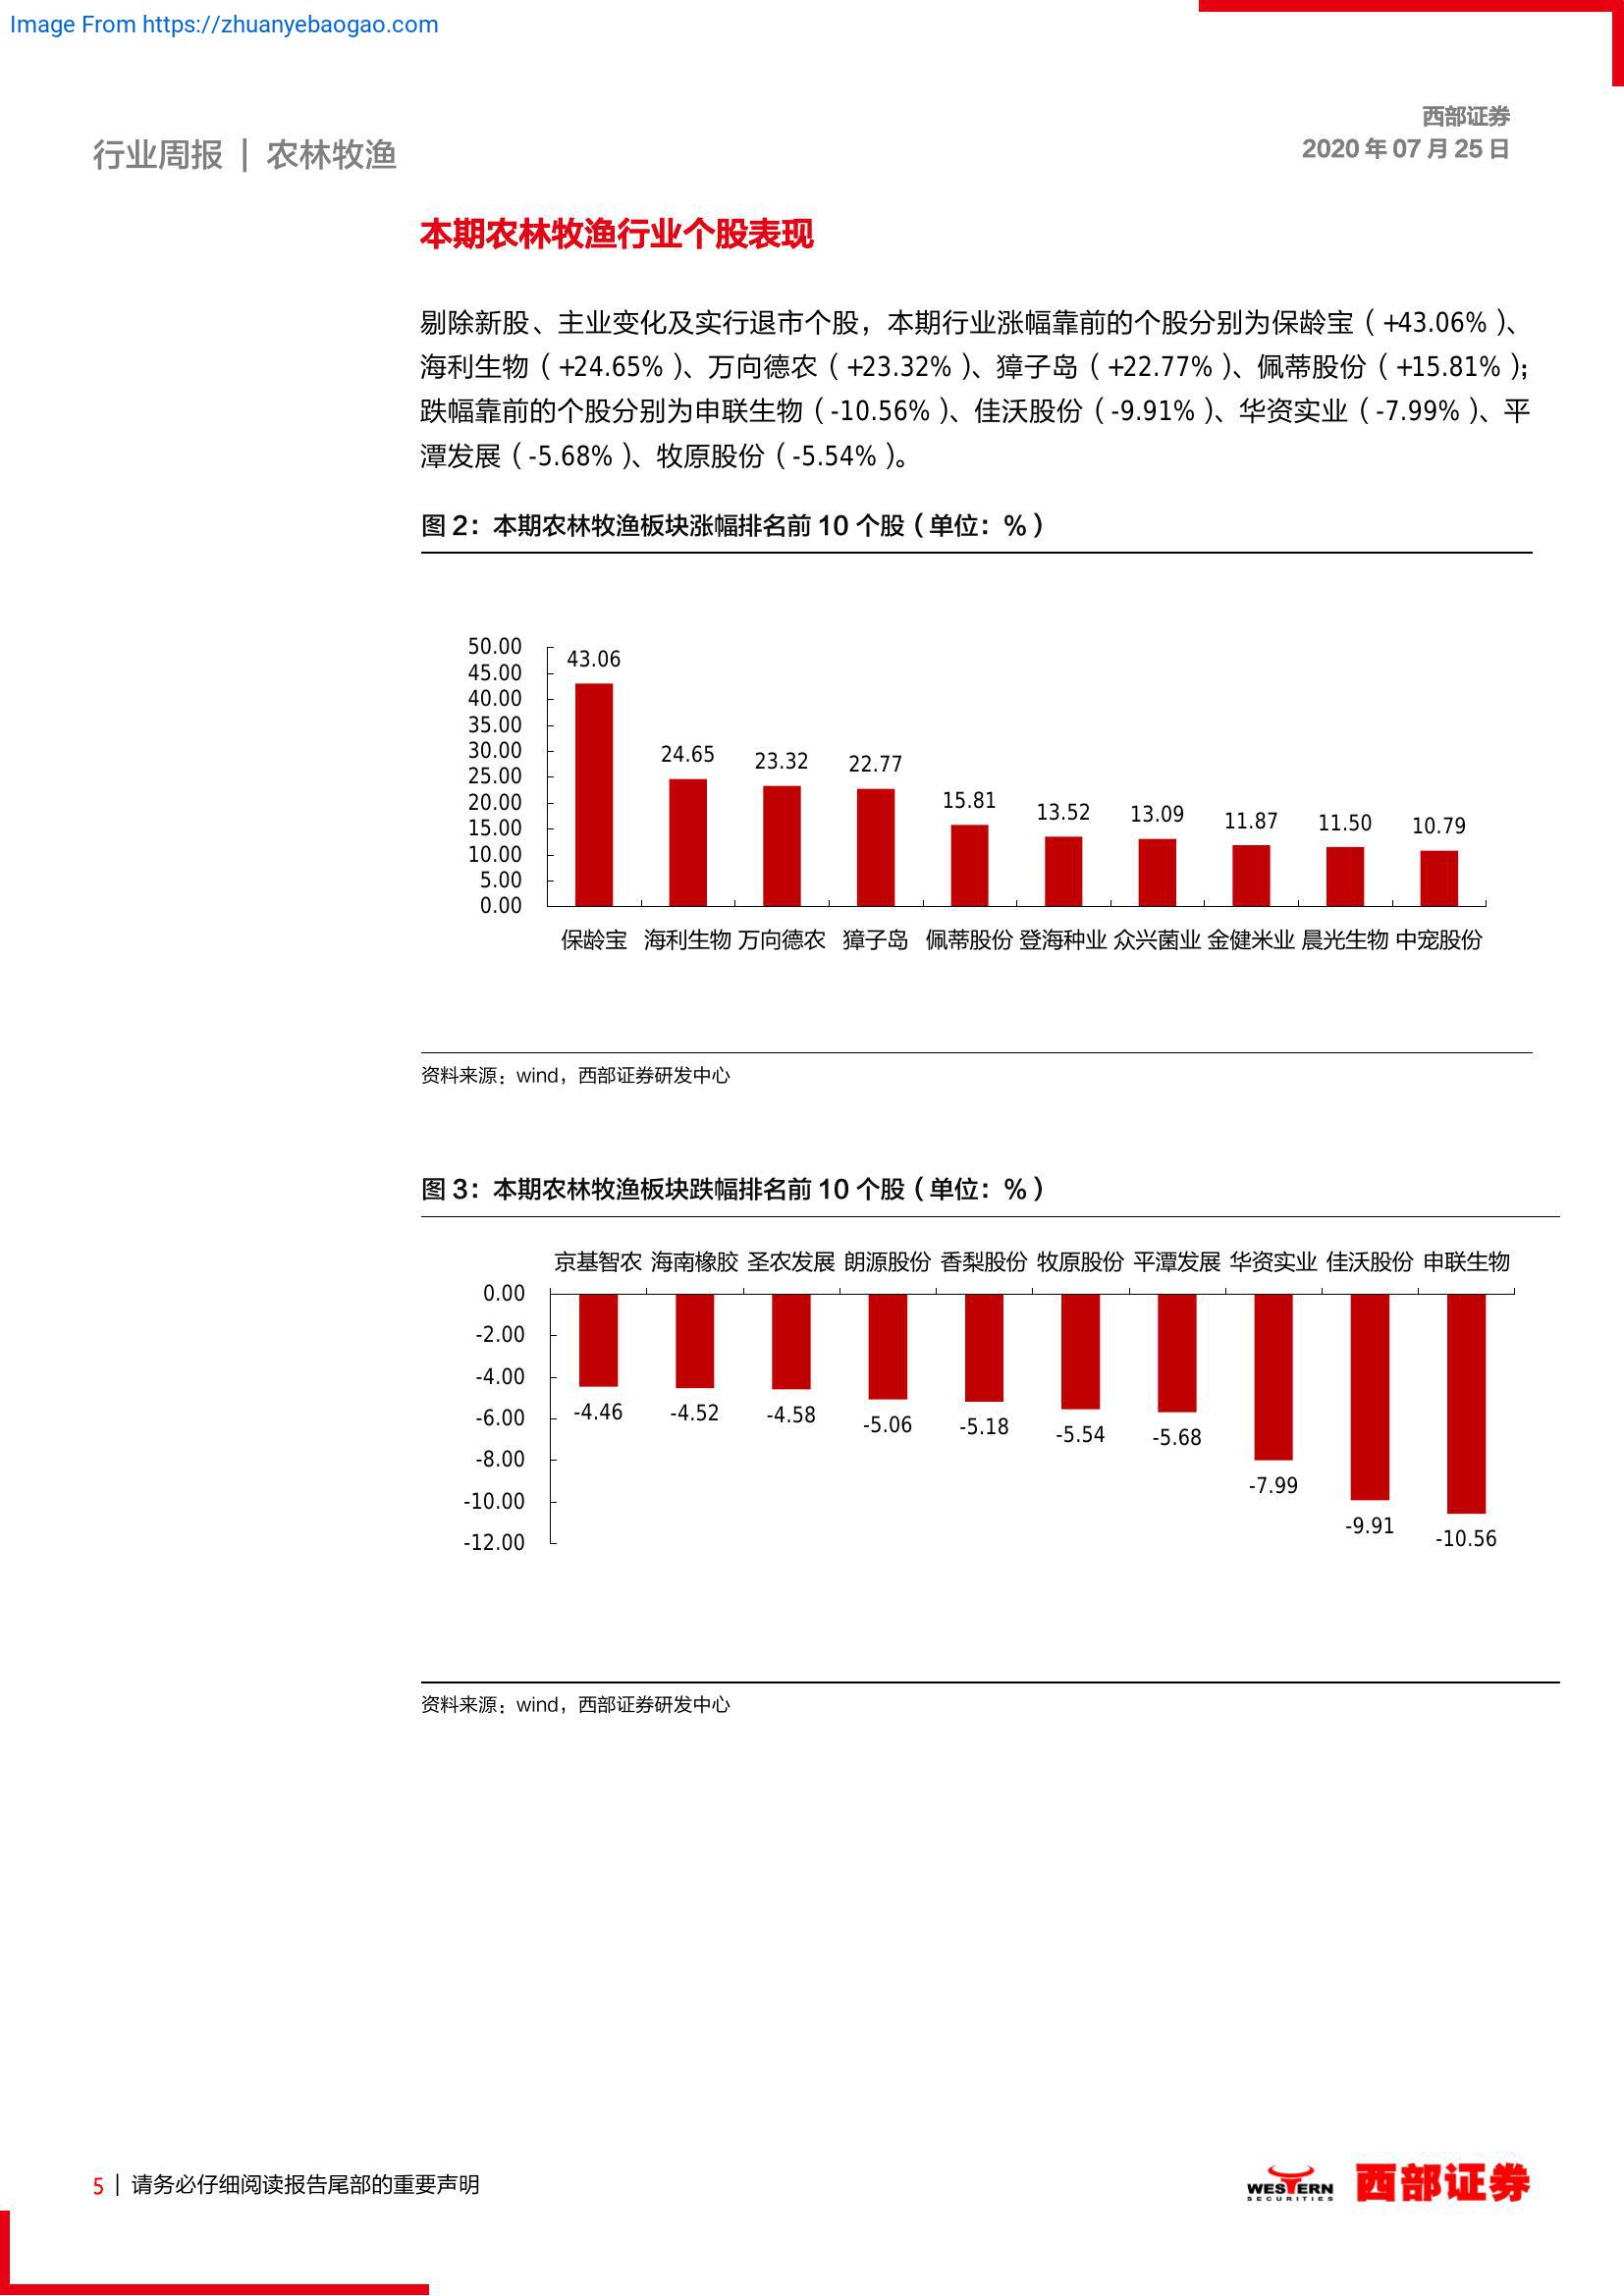 Image From https://zhuanyebaogao.com
西部证券
行业周报 | 农林牧渔
2020 年 07 月 25 日
本期农林牧渔行业个股表现
剔除新股、主业变化及实行退市个股，本期行业涨幅靠前的个股分别为保龄宝（+43.06%）、
海利生物（+24.65%）、万向德农（+23.32%）、獐子岛（+22.77%）、佩蒂股份（+15.81%）；
跌幅靠前的个股分别为申联生物（-10.56%）、佳沃股份（-9.91%）、华资实业（-7.99%）、平
潭发展（-5.68%）、牧原股份（-5.54%）。
图 2：本期农林牧渔板块涨幅排名前 10 个股（单位：%）
50.00
45.00
40.00
35.00
30.00
25.00
20.00
15.00
10.00
5.00
0.00
43.06 24.65 23.32 22.77 15.81 13.52 13.09 11.87 11.50 10.79
保龄宝 海利生物 万向德农 獐子岛 佩蒂股份 登海种业 众兴菌业 金健米业 晨光生物 中宠股份
资料来源：wind，西部证券研发中心
图 3：本期农林牧渔板块跌幅排名前 10 个股（单位：%）
京基智农 海南橡胶 圣农发展 朗源股份 香梨股份 牧原股份 平潭发展 华资实业 佳沃股份 申联生物
0.00
-2.00
-4.00
-6.00
-8.00
-10.00
-12.00
-4.46 -4.52 -4.58 -5.06 -5.18 -5.54 -5.68 -7.99 -9.91 -10.56
资料来源：wind，西部证券研发中心
5 | 请务必仔细阅读报告尾部的重要声明
WESTERN
SECURITIES
西部证券